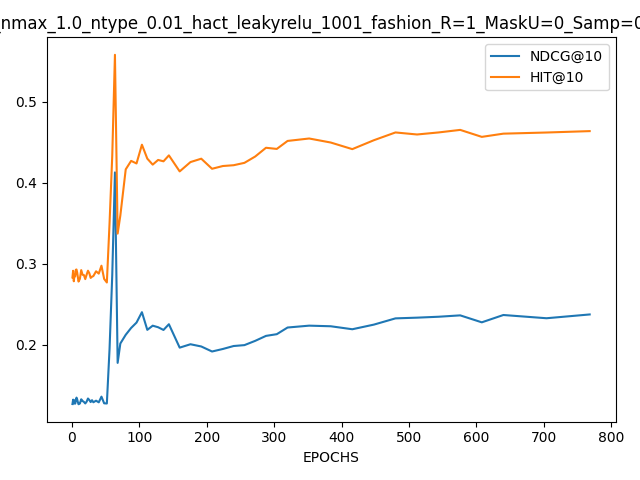 _nmax_1.0_ntype_0.01_hact_leakyrelu_1001_fashion_R=1_MaskU=0_Samp=0
NDCG@10
HIT@10
0.5
0.4
0.3
0.2
0 100 200 300 400 500 600 700 800
EPOCHS